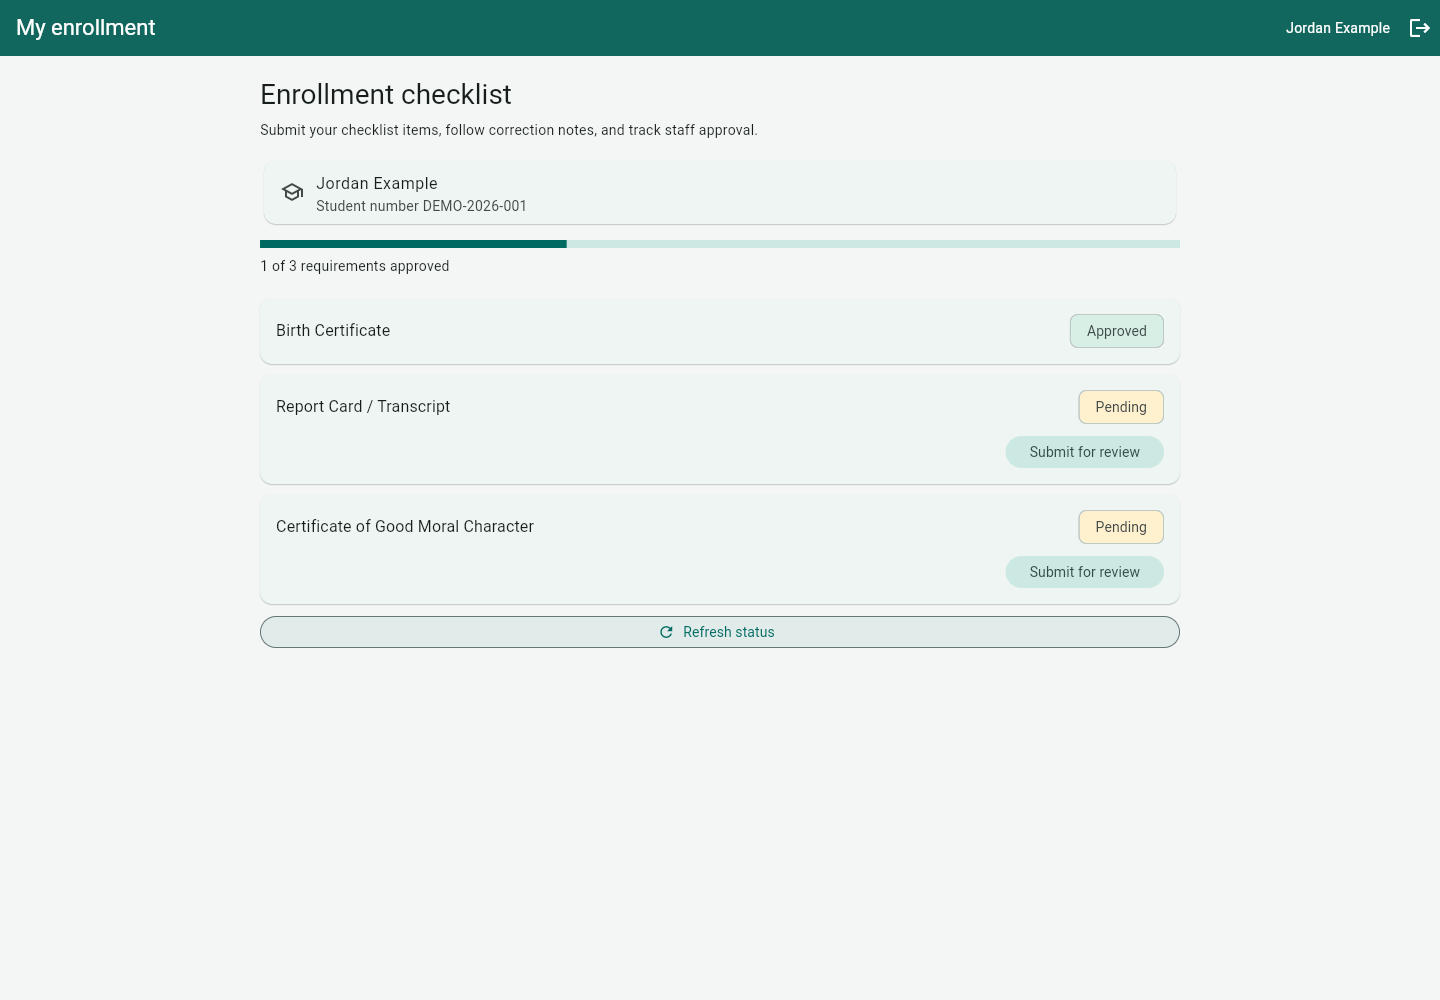 My enrollment
Jordan Example
Enrollment checklist
Submit your checklist items, follow correction notes, and track staff approval.
Jordan Example
Student number DEMO-2026-001
1 of 3 requirements approved
Birth Certificate
Approved
Report Card / Transcript
Pending
Submit for review
Certificate of Good Moral Character
Pending
Submit for review
Refresh status